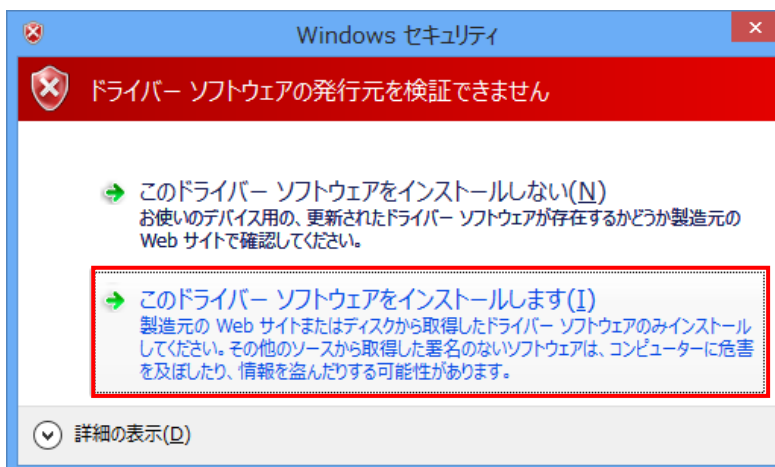 Windows セキュリティ
ドライバー ソフトウェアの発行元を検証できません
このドライバー ソフトウェアをインストールしない(N)
お使いのデバイス用の、更新されたドライバー ソフトウェアが存在するかどうか製造元の
Web サイトで確認してください。
このドライバー ソフトウェアをインストールします(I)
製造元の Web サイトまたはディスクから取得したドライバー ソフトウェアのみインストール
してください。その他のソースから取得した署名のないソフトウェアは、コンピューターに危害
を及ぼしたり、情報を盗んだりする可能性があります。
詳細の表示(D)